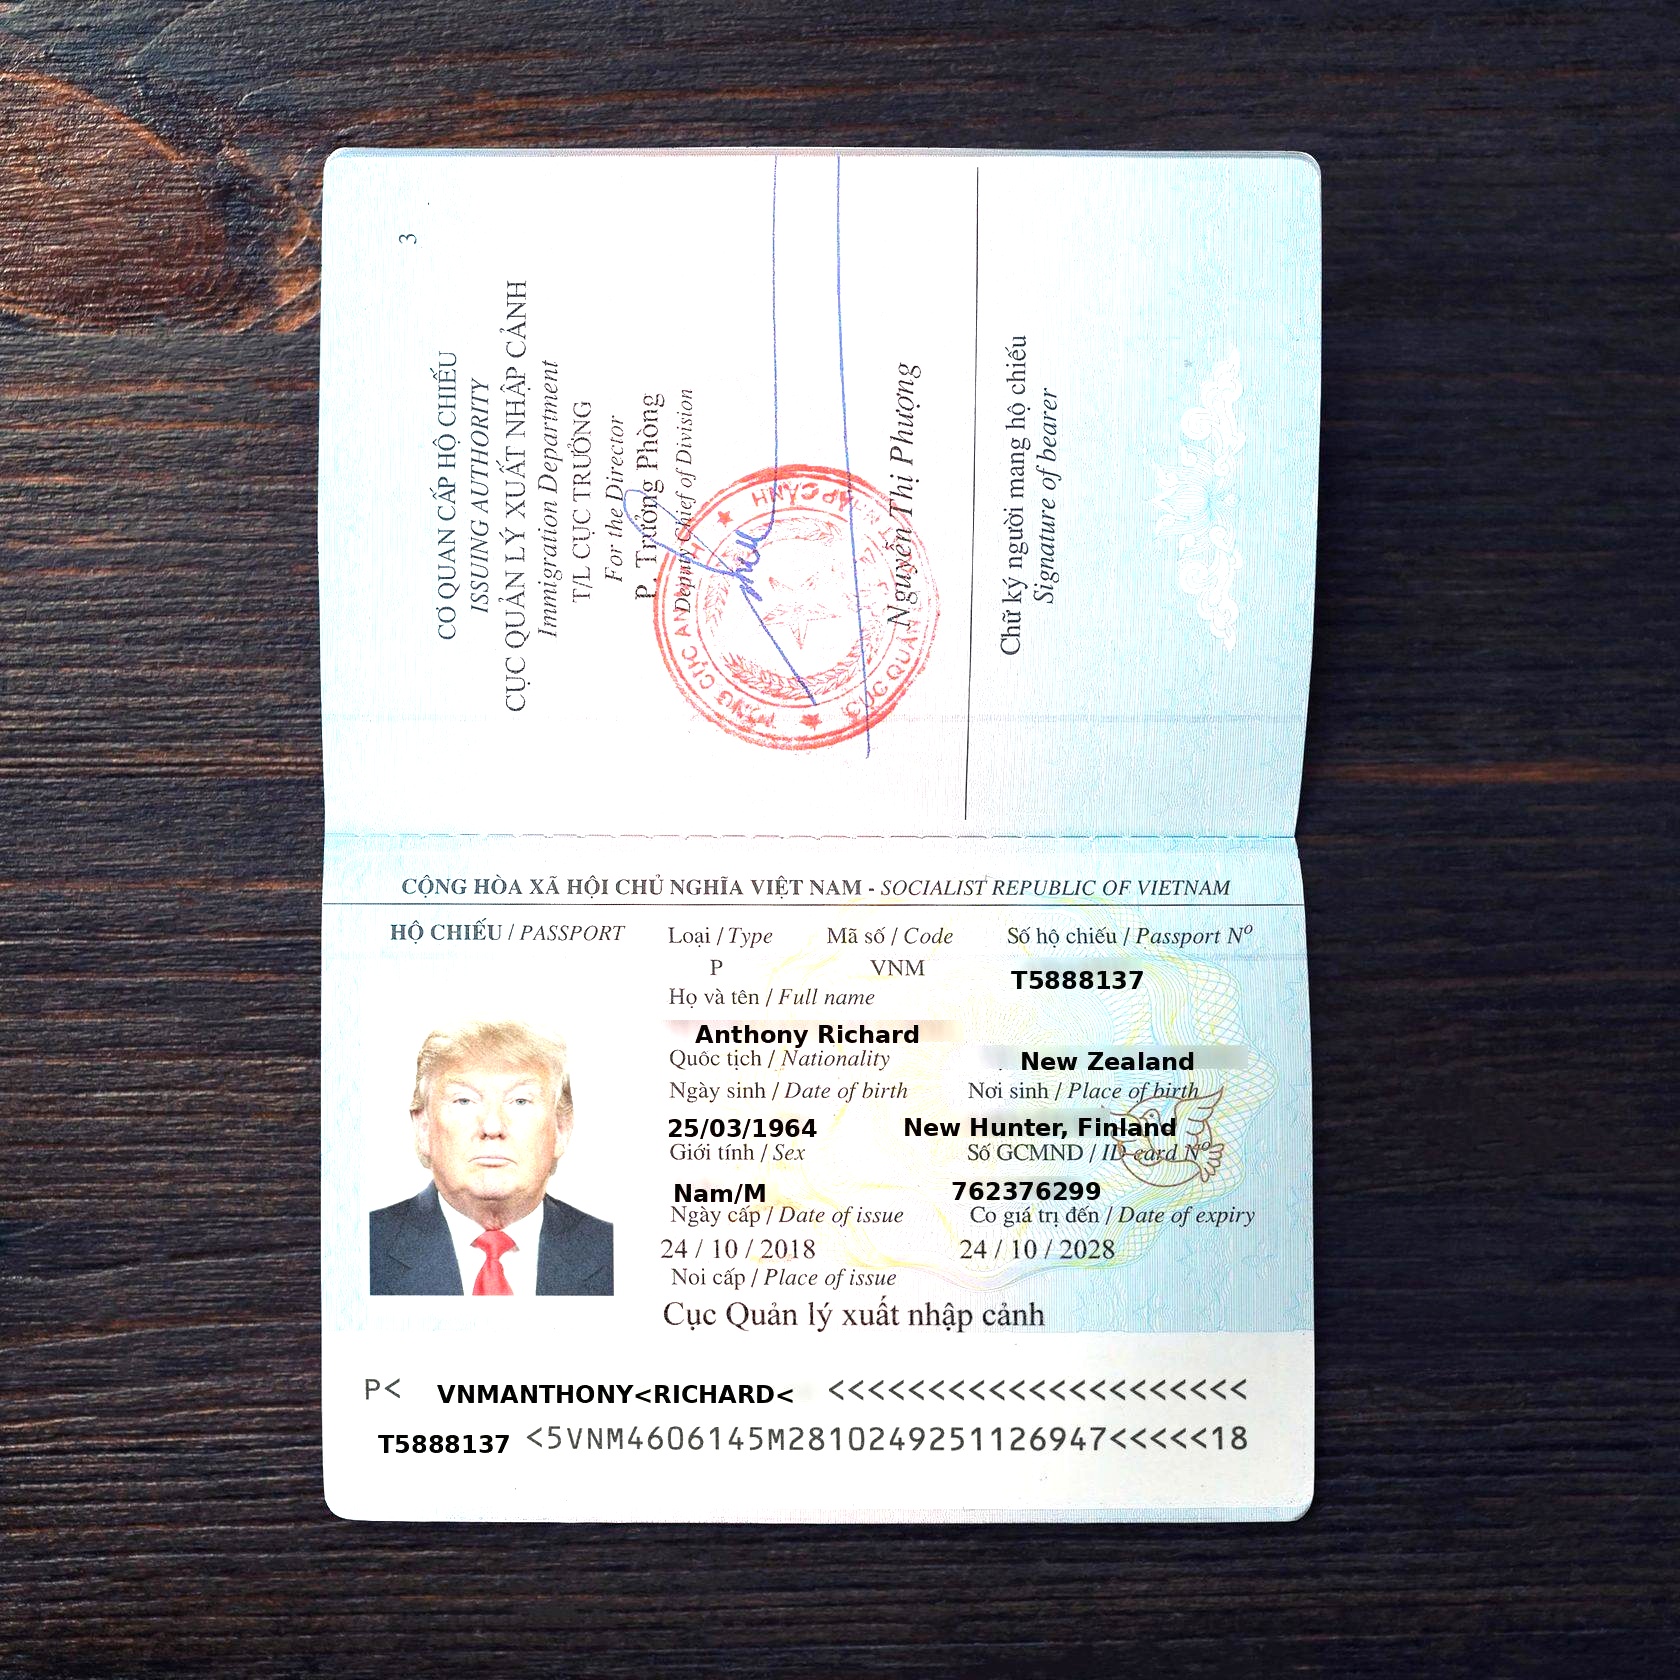 3
CƠ QUAN CẤP HỘ CHIẾU
ISSUING AUTHORITY
CỤC QUẢN LÝ XUẤT NHẬP CẢNH
Immigration Department
T/L CỤC TRƯỞNG
For the Director
P. Trưởng Phòng
Deputy Chief of Division
Nguyễn Thị Phượng
Chữ ký người mang hộ chiếu
Signature of bearer
CỘNG HÒA XÃ HỘI CHỦ NGHĨA VIỆT NAM - SOCIALIST REPUBLIC OF VIETNAM
HỘ CHIẾU / PASSPORT
Loại / Type Mã số / Code Số hộ chiếu / Passport Nº
P VNM T5888137
Họ và tên / Full name
Anthony Richard
Quốc tịch / Nationality New Zealand
Ngày sinh / Date of birth Nơi sinh / Place of birth
25/03/1964 New Hunter, Finland
Giới tính / Sex Số GCMND / ID card Nº
Nam/M 762376299
Ngày cấp / Date of issue Có giá trị đến / Date of expiry
24 / 10 / 2018 24 / 10 / 2028
Noi cấp / Place of issue
Cục Quản lý xuất nhập cảnh
P< VNMANTHONY<RICHARD< <<<<<<<<<<<<<<<<<<<<<
T5888137 <5VNM4606145M2810249251126947<<<<<18